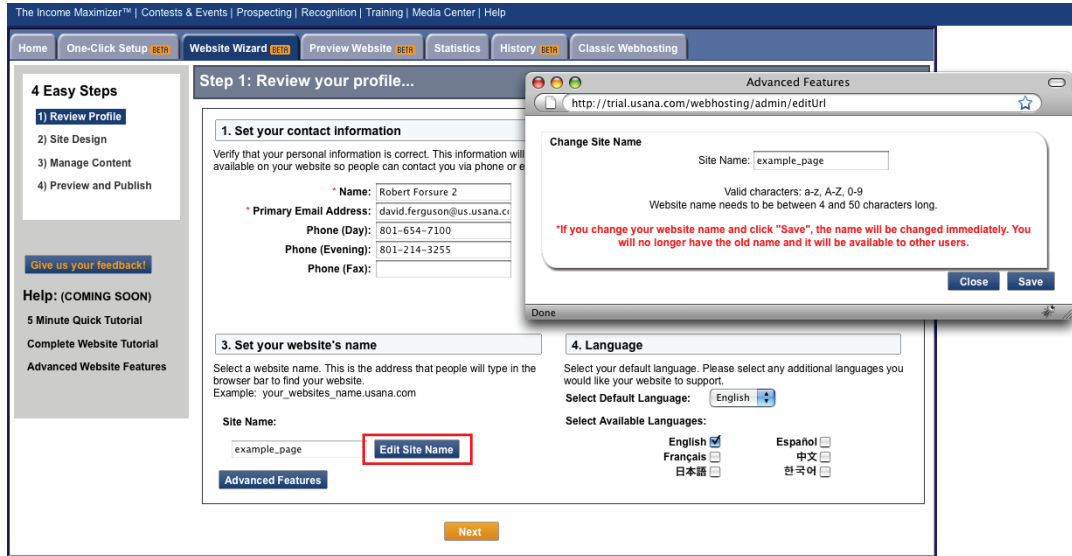 The Income Maximizer™ | Contests & Events | Prospecting | Recognition | Training | Media Center | Help
Home One-Click Setup BETA Website Wizard BETA Preview Website BETA Statistics History BETA Classic Webhosting
4 Easy Steps
1) Review Profile
2) Site Design
3) Manage Content
4) Preview and Publish
Give us your feedback!
Help: (COMING SOON)
5 Minute Quick Tutorial
Complete Website Tutorial
Advanced Website Features
Step 1: Review your profile...
1. Set your contact information
Verify that your personal information is correct. This information will
available on your website so people can contact you via phone or e
* Name: Robert Forsure 2
* Primary Email Address: david.ferguson@us.usana.c
Phone (Day): 801-654-7100
Phone (Evening): 801-214-3255
Phone (Fax):
Advanced Features
http://trial.usana.com/webhosting/admin/editUrl
Change Site Name
Site Name: example_page
Valid characters: a-z, A-Z, 0-9
Website name needs to be between 4 and 50 characters long.
*If you change your website name and click "Save", the name will be changed immediately. You
will no longer have the old name and it will be available to other users.
Close Save
Done
3. Set your website's name
Select a website name. This is the address that people will type in the
browser bar to find your website.
Example: your_websites_name.usana.com
Site Name:
example_page Edit Site Name
Advanced Features
4. Language
Select your default language. Please select any additional languages you
would like your website to support.
Select Default Language: English
Select Available Languages:
English Español
Français 中文
日本語 한국어
Next